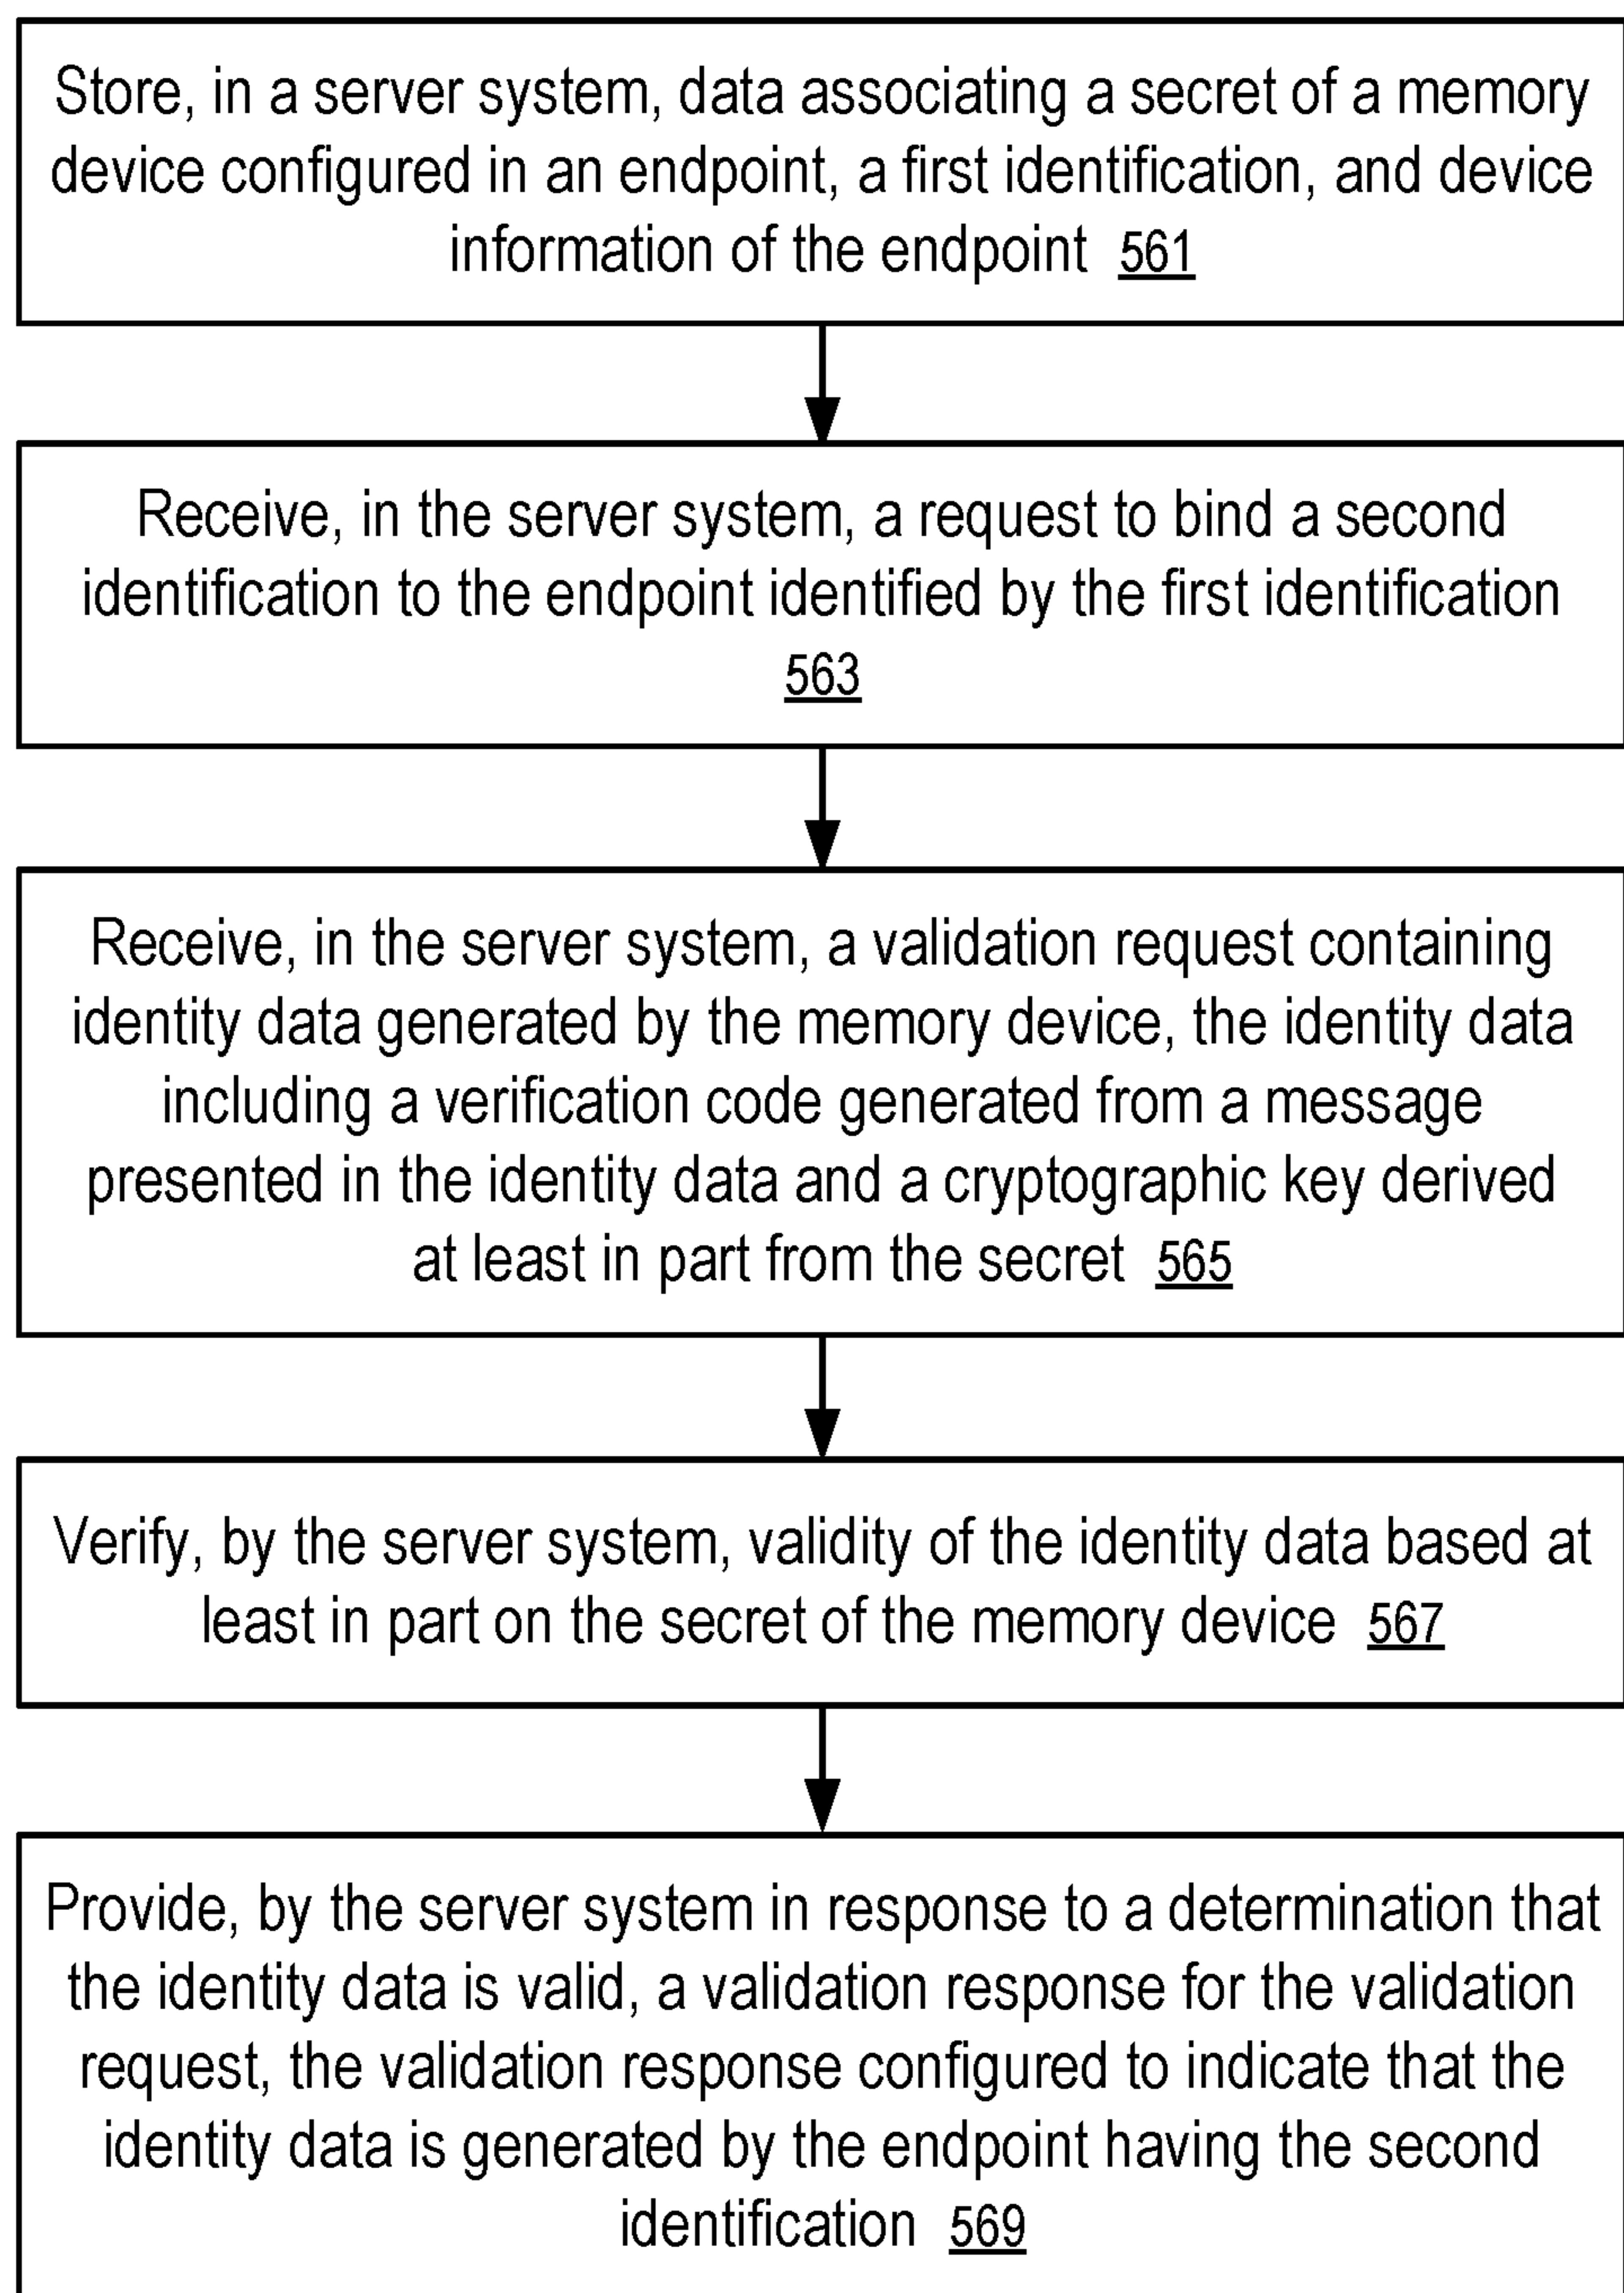 Store, in a server system, data associating a secret of a memory
device configured in an endpoint, a first identification, and device
information of the endpoint 561
Receive, in the server system, a request to bind a second
identification to the endpoint identified by the first identification
563
Receive, in the server system, a validation request containing
identity data generated by the memory device, the identity data
including a verification code generated from a message
presented in the identity data and a cryptographic key derived
at least in part from the secret 565
Verify, by the server system, validity of the identity data based at
least in part on the secret of the memory device 567
Provide, by the server system in response to a determination that
the identity data is valid, a validation response for the validation
request, the validation response configured to indicate that the
identity data is generated by the endpoint having the second
identification 569